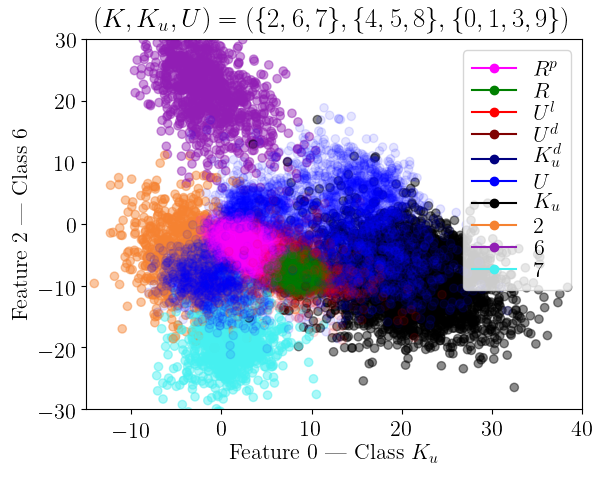 (K, K_u, U) = ({2, 6, 7}, {4, 5, 8}, {0, 1, 3, 9})
30
20
10
0
−10
−20
−30
Feature 2 — Class 6
R^p
R
U^l
U^d
K_u^d
U
K_u
2
6
7
−10 0 10 20 30 40
Feature 0 — Class K_u